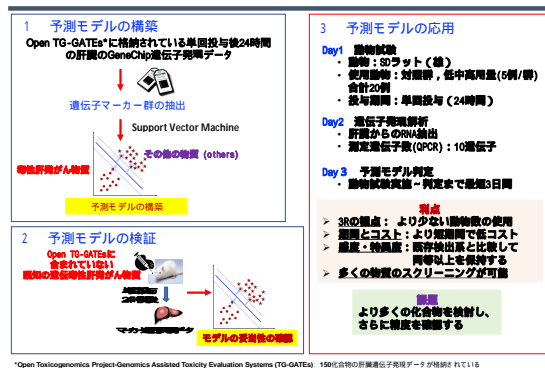 1 予測モデルの構築
Open TG-GATEs*に格納されている単回投与後24時間
の肝臓のGeneChip遺伝子発現データ
遺伝子マーカー群の抽出
Support Vector Machine
その他の物質 (others)
毒性肝発がん物質
予測モデルの構築
2 予測モデルの検証
Open TG-GATEsに
含まれていない
既知の遺伝毒性肝発がん物質
モデルの妥当性の確認
3 予測モデルの応用
Day1 動物試験
・ 動物:SDラット(雄)
・ 使用動物:対照群,低中高用量(5例/群)
合計20例
・ 投与期間:単回投与(24時間)
Day2 遺伝子発現解析
・ 肝臓からのRNA抽出
・ 測定遺伝子数(QPCR):10遺伝子
Day 3 予測モデル判定
・ 動物試験実施~判定まで最短3日間
利点
➢ 3Rの観点: より少ない動物数の使用
➢ 期間とコスト:より短期間で低コスト
➢ 感度・特異度:既存検出系と比較して
同等以上を保持する
➢ 多くの物質のスクリーニングが可能
課題
より多くの化合物を検討し、
さらに精度を確認する
*Open Toxicogenomics Project-Genomics Assisted Toxicity Evaluation Systems (TG-GATEs): 150化合物の肝臓遺伝子発現データが格納されている